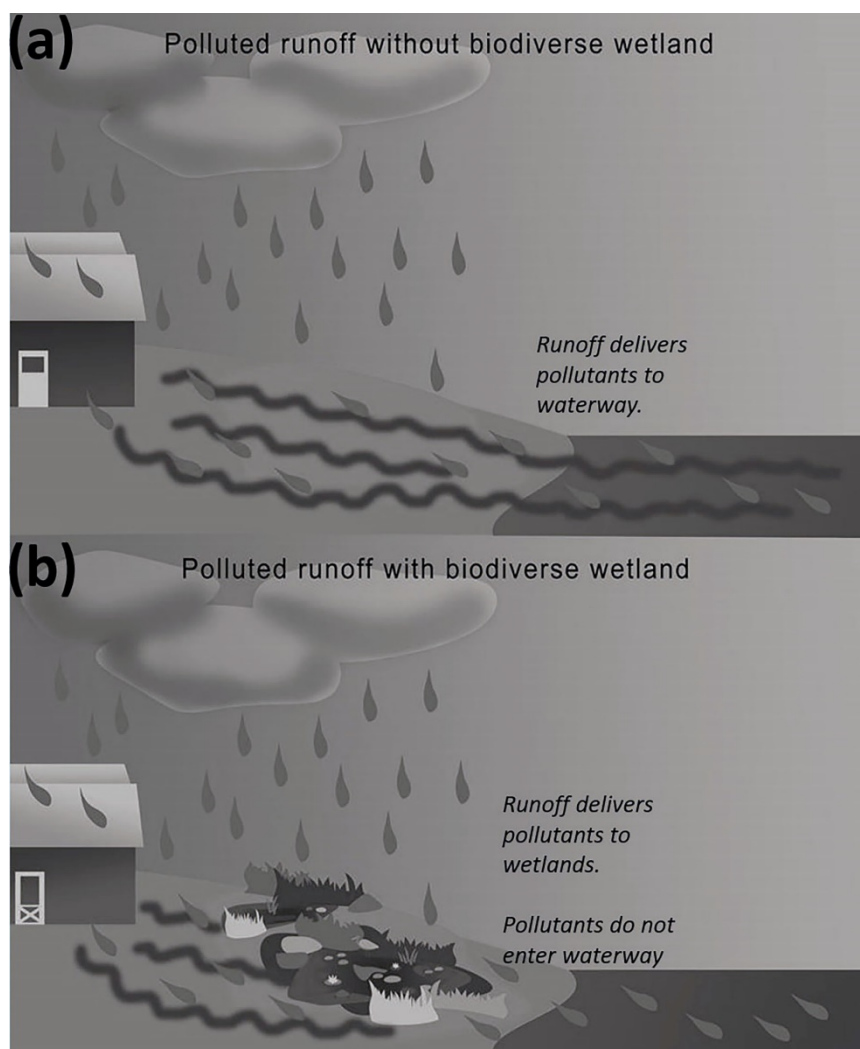 (a)
Polluted runoff without biodiverse wetland
Runoff delivers
pollutants to
waterway.
(b)
Polluted runoff with biodiverse wetland
Runoff delivers
pollutants to
wetlands.
Pollutants do not
enter waterway